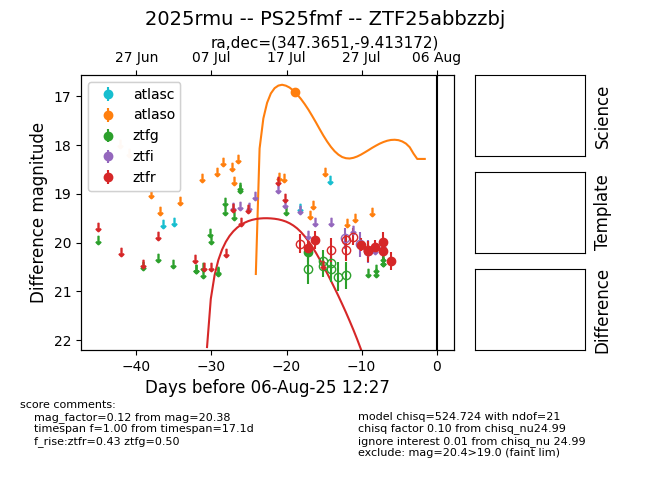 2025rmu -- PS25fmf -- ZTF25abbzzbj
ra,dec=(347.3651,-9.413172)
27 Jun 07 Jul 17 Jul 27 Jul 06 Aug
atlasc
atlaso
ztfg
ztfi
ztfr
17
18
19
20
21
22
Difference magnitude
−40 −30 −20 −10 0
Days before 06-Aug-25 12:27
Science
Template
Difference
score comments:
mag_factor=0.12 from mag=20.38
timespan f=1.00 from timespan=17.1d
f_rise:ztfr=0.43 ztfg=0.50
model chisq=524.724 with ndof=21
chisq factor 0.10 from chisq_nu24.99
ignore interest 0.01 from chisq_nu 24.99
exclude: mag=20.4>19.0 (faint lim)